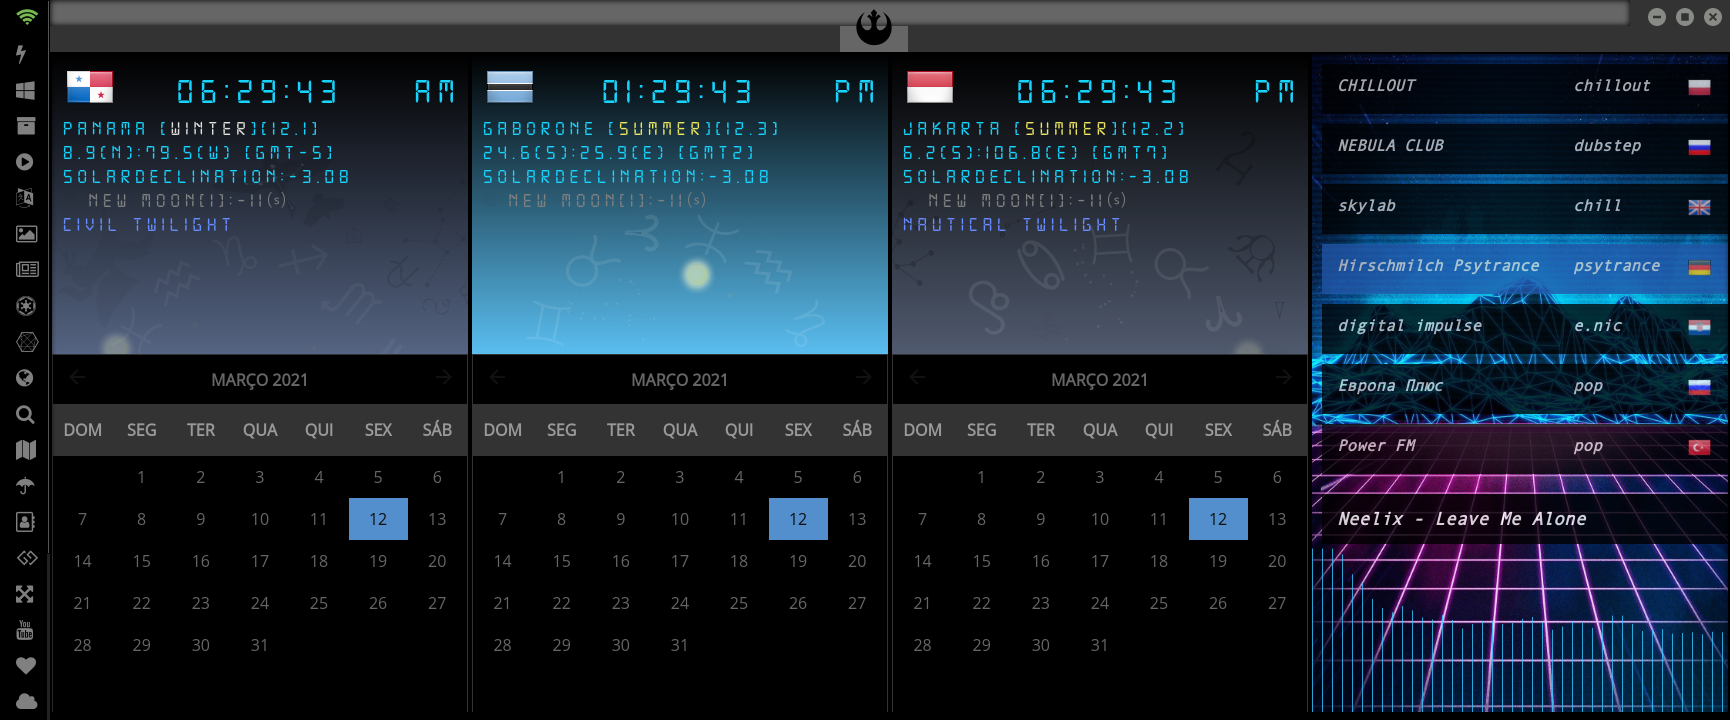 06:29:43 AM
PANAMA [WINTER][12.1]
8.9(N):79.5(W) [GMT-5]
SOLARDECLINATION:-3.08
NEW MOON[1]:-11(s)
CIVIL TWILIGHT
MARÇO 2021
DOM SEG TER QUA QUI SEX SÁB
1 2 3 4 5 6
7 8 9 10 11 12 13
14 15 16 17 18 19 20
21 22 23 24 25 26 27
28 29 30 31
01:29:43 PM
GABORONE [SUMMER][12.3]
24.6(S):25.9(E) [GMT2]
SOLARDECLINATION:-3.08
NEW MOON[1]:-11(s)
MARÇO 2021
DOM SEG TER QUA QUI SEX SÁB
1 2 3 4 5 6
7 8 9 10 11 12 13
14 15 16 17 18 19 20
21 22 23 24 25 26 27
28 29 30 31
06:29:43 PM
JAKARTA [SUMMER][12.2]
6.2(S):106.8(E) [GMT7]
SOLARDECLINATION:-3.08
NEW MOON[1]:-11(s)
NAUTICAL TWILIGHT
MARÇO 2021
DOM SEG TER QUA QUI SEX SÁB
1 2 3 4 5 6
7 8 9 10 11 12 13
14 15 16 17 18 19 20
21 22 23 24 25 26 27
28 29 30 31
CHILLOUT chillout
NEBULA CLUB dubstep
skylab chill
Hirschmilch Psytrance psytrance
digital impulse e.nic
Европа Плюс pop
Power FM pop
Neelix - Leave Me Alone
You
Tube